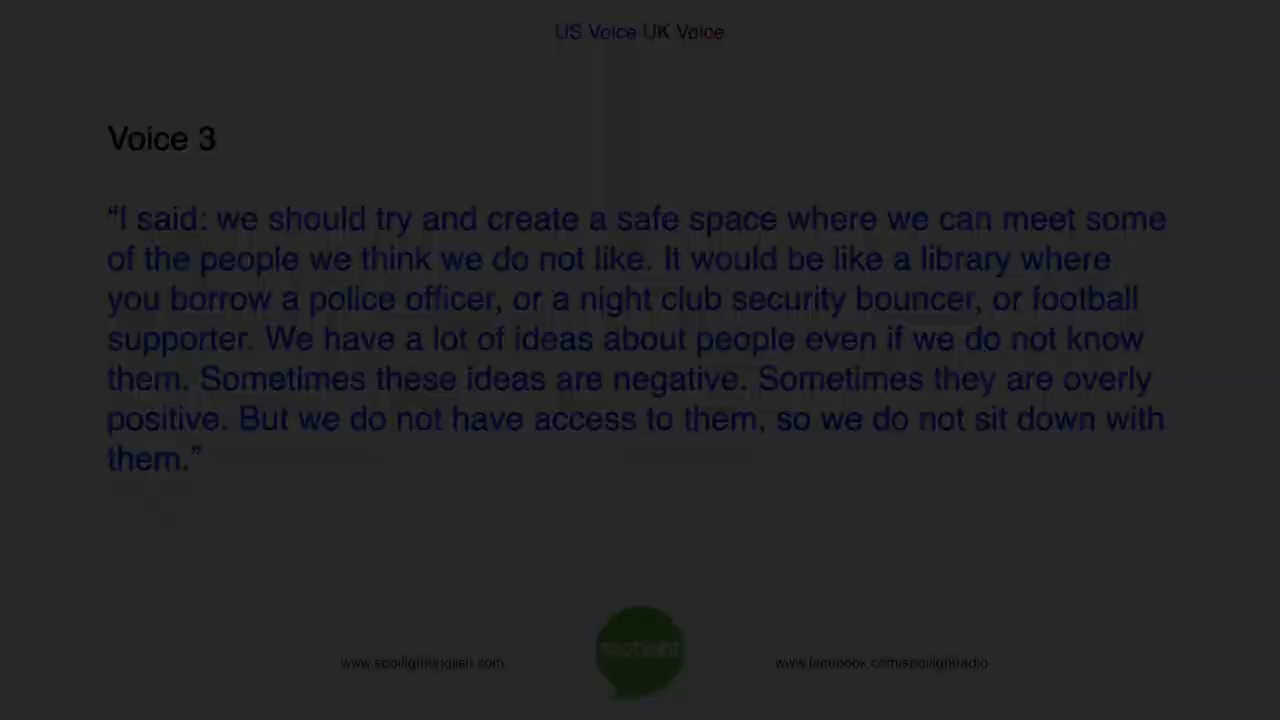 US Voice UK Voice
Voice 3
“I said: we should try and create a safe space where we can meet some
of the people we think we do not like. It would be like a library where
you borrow a police officer, or a night club security bouncer, or football
supporter. We have a lot of ideas about people even if we do not know
them. Sometimes these ideas are negative. Sometimes they are overly
positive. But we do not have access to them, so we do not sit down with
them.”
spotlight
www.spotlightenglish.com
www.facebook.com/spotlightradio